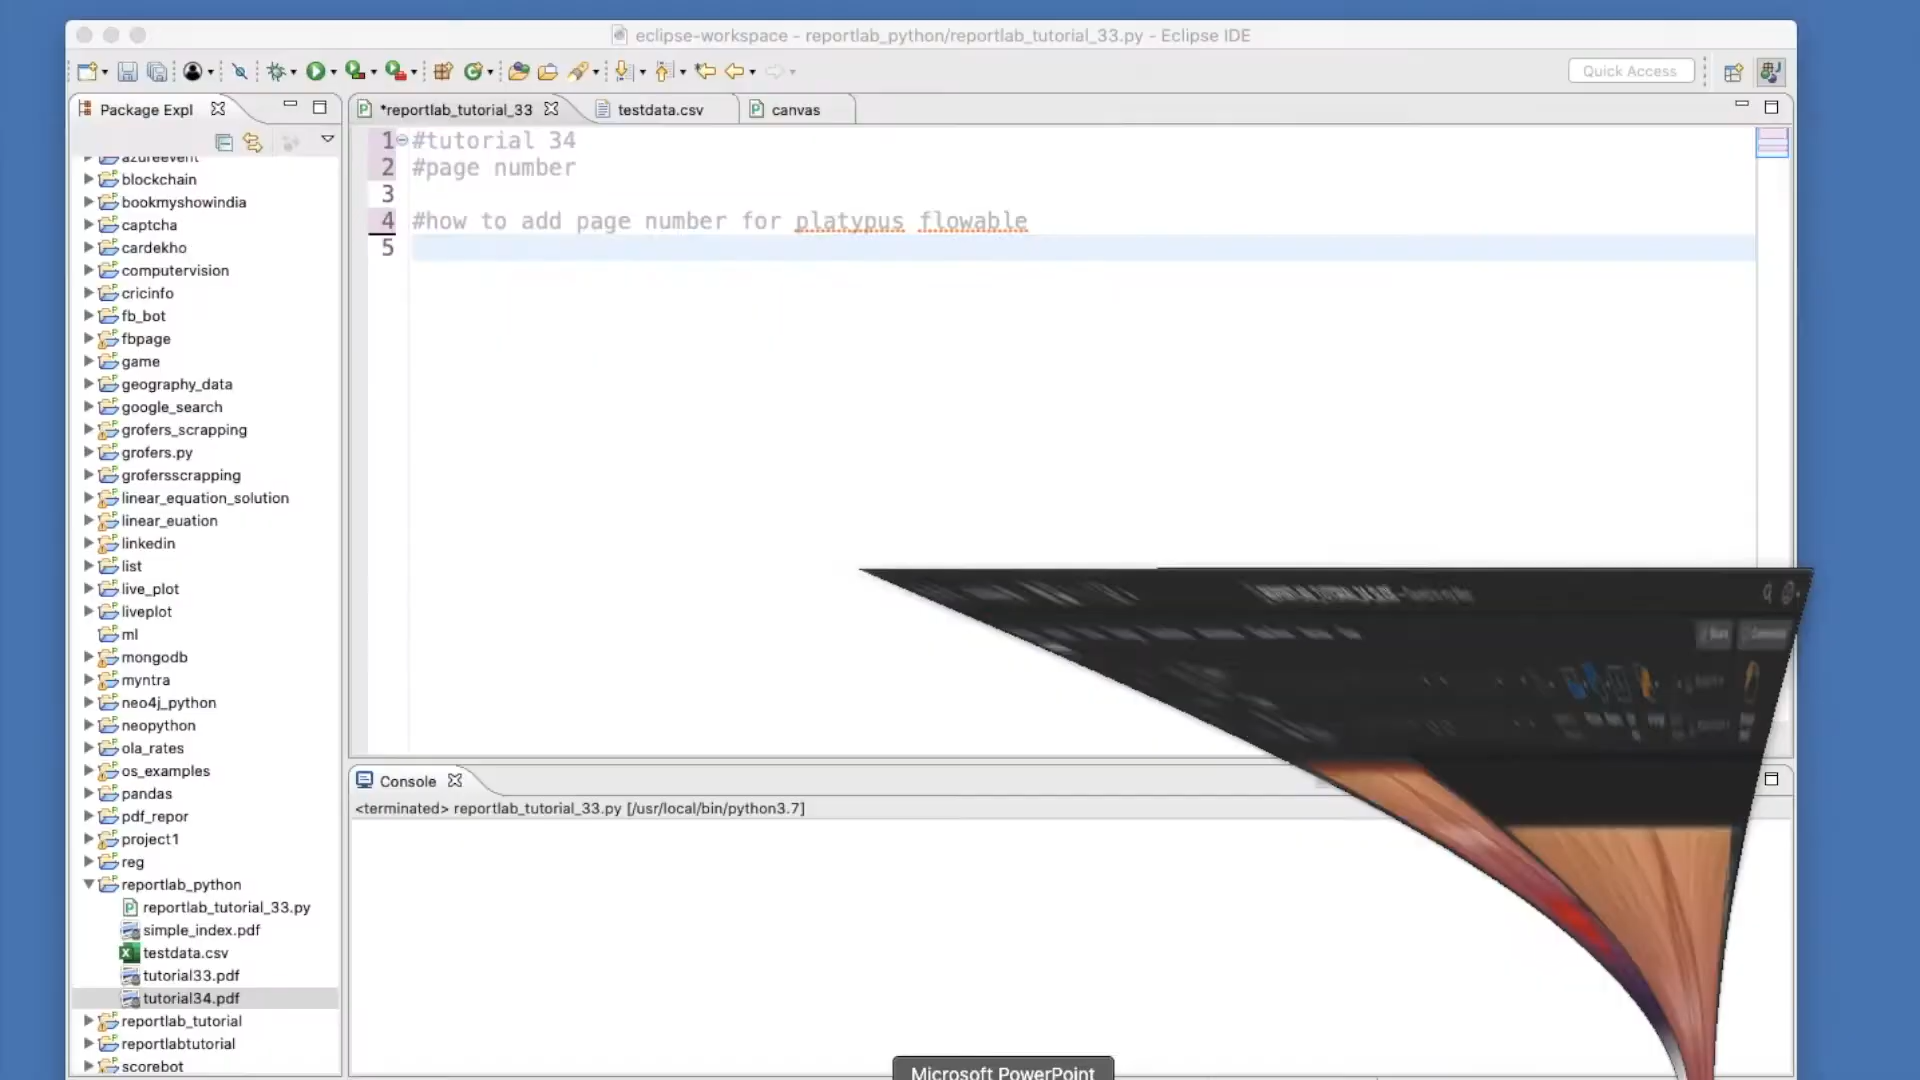 eclipse-workspace - reportlab_python/reportlab_tutorial_33.py - Eclipse IDE
Quick Access
Package Expl
*reportlab_tutorial_33
testdata.csv
canvas
azureevent
blockchain
bookmyshowindia
captcha
cardekho
computervision
cricinfo
fb_bot
fbpage
game
geography_data
google_search
grofers_scrapping
grofers.py
grofersscrapping
linear_equation_solution
linear_euation
linkedin
list
live_plot
liveplot
ml
mongodb
myntra
neo4j_python
neopython
ola_rates
os_examples
pandas
pdf_repor
project1
reg
reportlab_python
reportlab_tutorial_33.py
simple_index.pdf
testdata.csv
tutorial33.pdf
tutorial34.pdf
reportlab_tutorial
reportlabtutorial
scorebot
1 #tutorial 34
2 #page number
3
4 #how to add page number for platypus flowable
5
Console
<terminated> reportlab_tutorial_33.py [/usr/local/bin/python3.7]
Microsoft PowerPoint